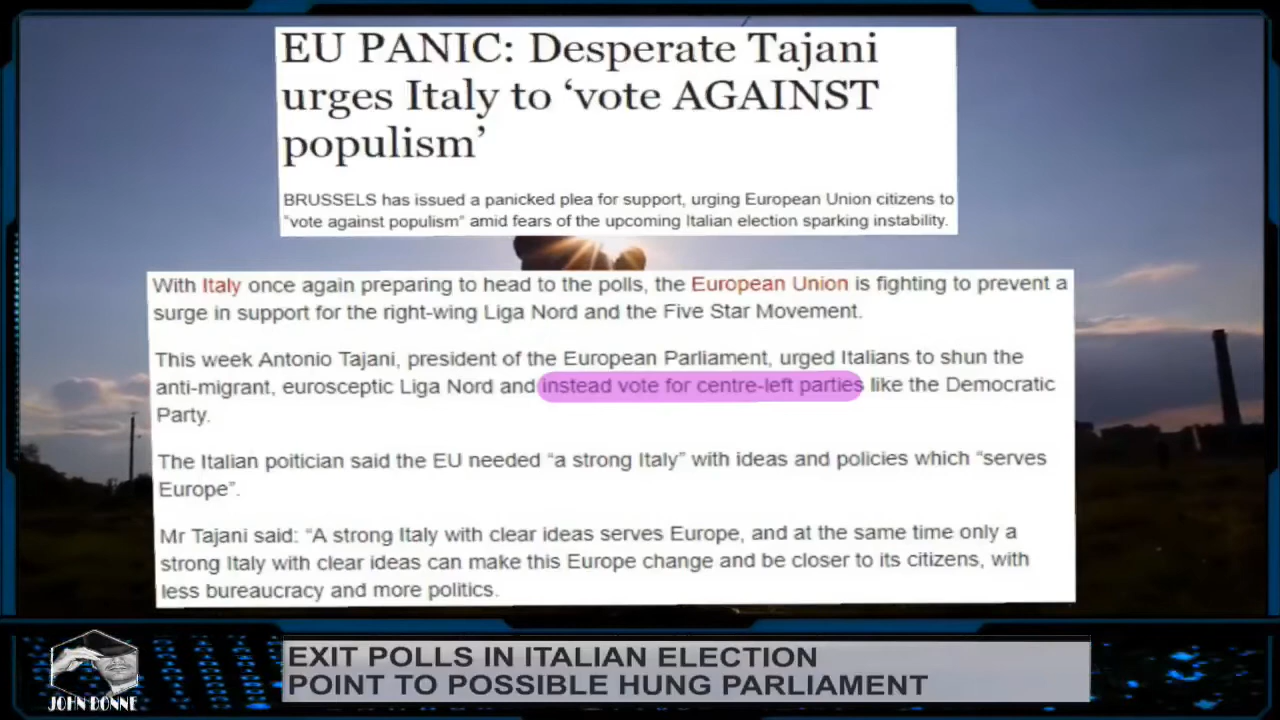 EU PANIC: Desperate Tajani
urges Italy to ‘vote AGAINST
populism’
BRUSSELS has issued a panicked plea for support, urging European Union citizens to
“vote against populism” amid fears of the upcoming Italian election sparking instability.
With Italy once again preparing to head to the polls, the European Union is fighting to prevent a
surge in support for the right-wing Liga Nord and the Five Star Movement.
This week Antonio Tajani, president of the European Parliament, urged Italians to shun the
anti-migrant, eurosceptic Liga Nord and instead vote for centre-left parties like the Democratic
Party.
The Italian poitician said the EU needed “a strong Italy” with ideas and policies which “serves
Europe”.
Mr Tajani said: “A strong Italy with clear ideas serves Europe, and at the same time only a
strong Italy with clear ideas can make this Europe change and be closer to its citizens, with
less bureaucracy and more politics.
EXIT POLLS IN ITALIAN ELECTION
POINT TO POSSIBLE HUNG PARLIAMENT
JOHN DONNE